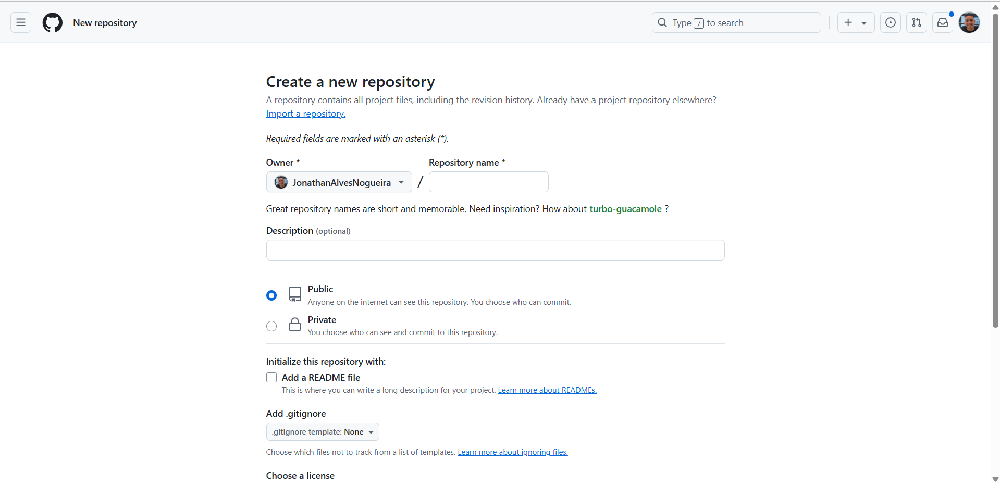 New repository
Type / to search
Create a new repository
A repository contains all project files, including the revision history. Already have a project repository elsewhere?
Import a repository.
Required fields are marked with an asterisk (*).
Owner * Repository name *
JonathanAlvesNogueira /
Great repository names are short and memorable. Need inspiration? How about turbo-guacamole ?
Description (optional)
Public
Anyone on the internet can see this repository. You choose who can commit.
Private
You choose who can see and commit to this repository.
Initialize this repository with:
Add a README file
This is where you can write a long description for your project. Learn more about READMEs.
Add .gitignore
.gitignore template: None
Choose which files not to track from a list of templates. Learn more about ignoring files.
Choose a license